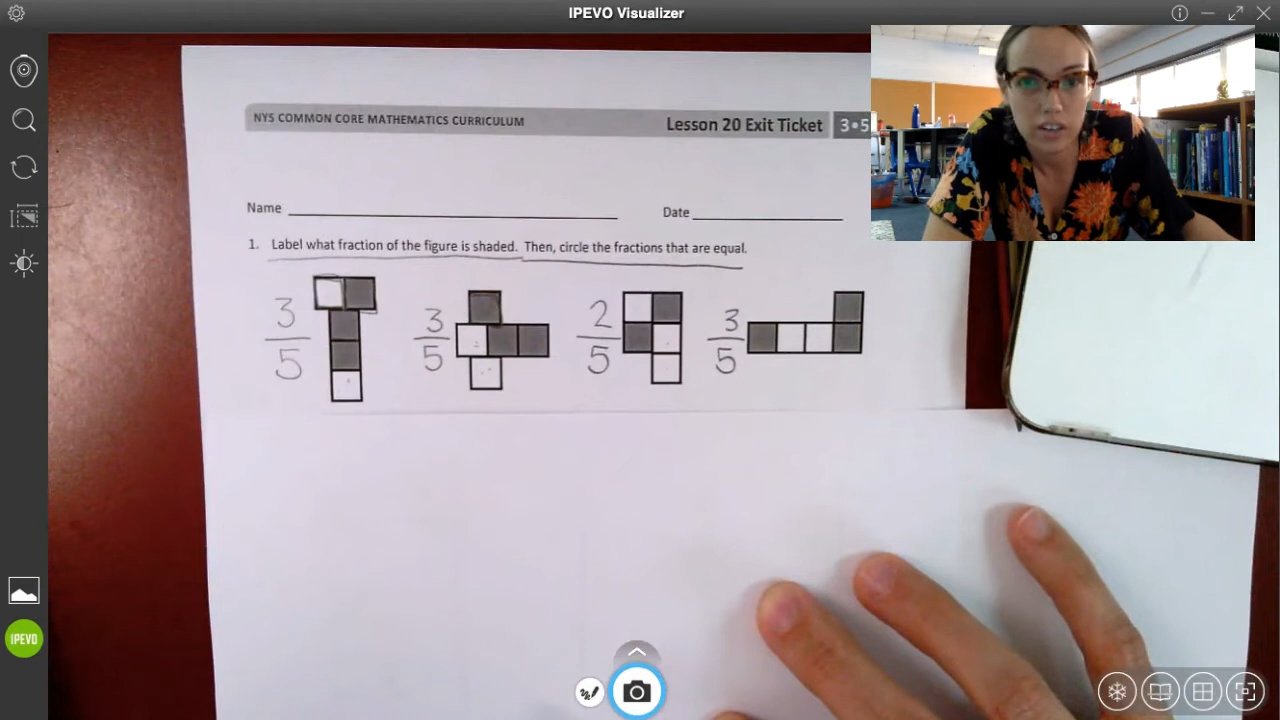 IPEVO Visualizer
NYS COMMON CORE MATHEMATICS CURRICULUM
Lesson 20 Exit Ticket
3•5
Name
Date
1. Label what fraction of the figure is shaded. Then, circle the fractions that are equal.
3/5 3/5 2/5 3/5
IPEVO